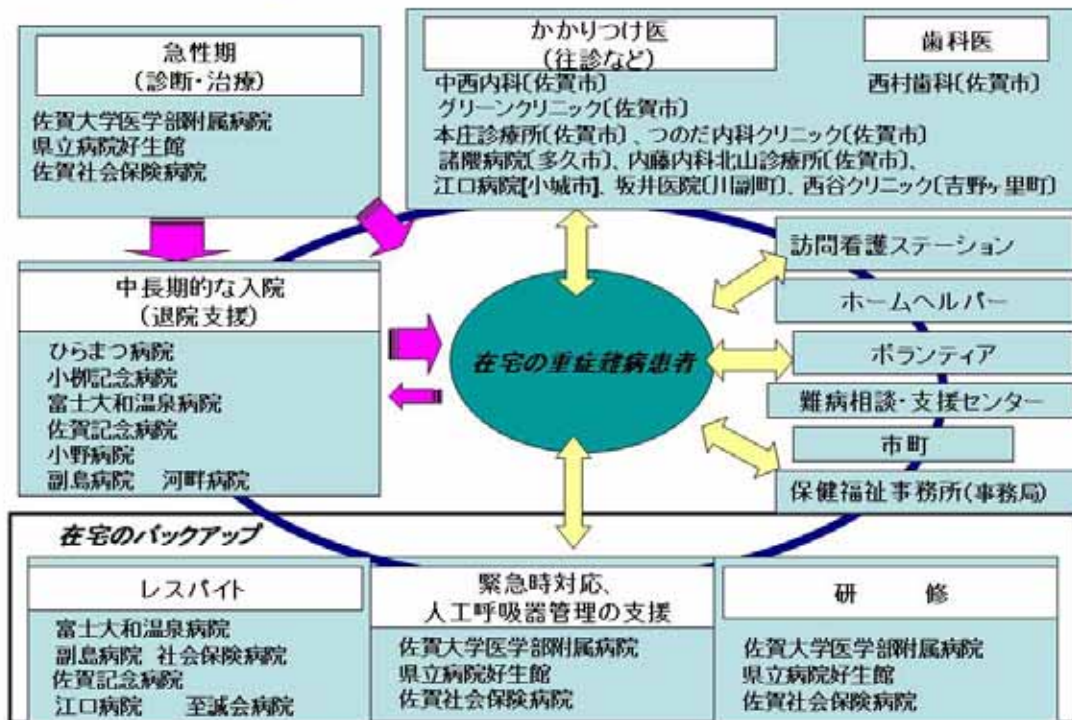 急性期
(診断・治療)
佐賀大学医学部附属病院
県立病院好生館
佐賀社会保険病院
かかりつけ医
(往診など)
中西内科〔佐賀市〕
グリーンクリニック〔佐賀市〕
本庄診療所〔佐賀市〕、つのだ内科クリニック〔佐賀市〕
諸隈病院〔多久市〕、内藤内科北山診療所〔佐賀市〕、
江口病院[小城市]、坂井医院〔川副町〕、西谷クリニック〔吉野ヶ里町〕
歯科医
西村歯科〔佐賀市〕
中長期的な入院
(退院支援)
ひらまつ病院
小柳記念病院
富士大和温泉病院
佐賀記念病院
小野病院
副島病院 河畔病院
在宅の重症難病患者
訪問看護ステーション
ホームヘルパー
ボランティア
難病相談・支援センター
市町
保健福祉事務所(事務局)
在宅のバックアップ
レスパイト
富士大和温泉病院
副島病院 社会保険病院
佐賀記念病院
江口病院 至誠会病院
緊急時対応、
人工呼吸器管理の支援
佐賀大学医学部附属病院
県立病院好生館
佐賀社会保険病院
研 修
佐賀大学医学部附属病院
県立病院好生館
佐賀社会保険病院